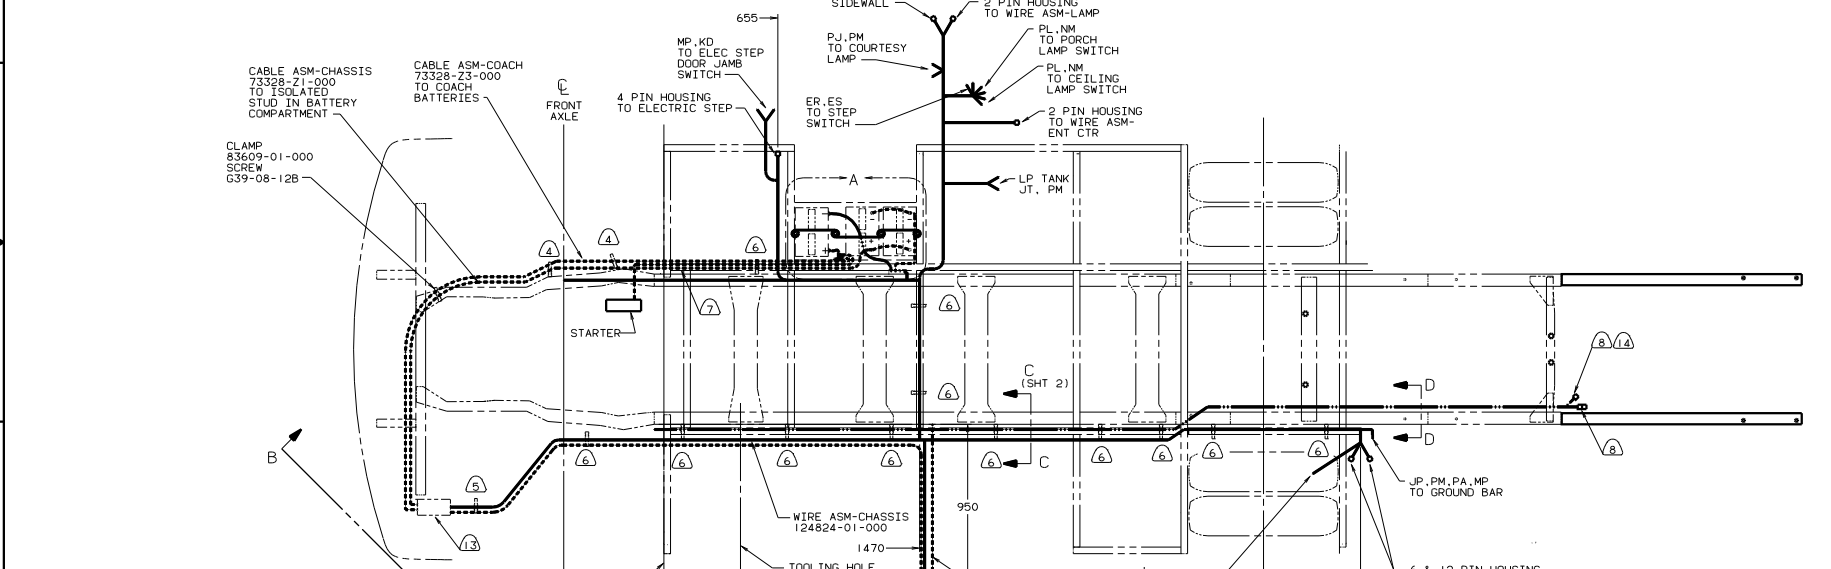 SIDEWALL
2 PIN HOUSING
TO WIRE ASM-LAMP
655
MP,KD
TO ELEC STEP
DOOR JAMB
SWITCH
PJ,PM
TO COURTESY
LAMP
PL,NM
TO PORCH
LAMP SWITCH
PL,NM
TO CEILING
LAMP SWITCH
CABLE ASM-CHASSIS
73328-Z1-000
TO ISOLATED
STUD IN BATTERY
COMPARTMENT
CABLE ASM-COACH
73328-Z3-000
TO COACH
BATTERIES
CL
FRONT
AXLE
4 PIN HOUSING
TO ELECTRIC STEP
ER,ES
TO STEP
SWITCH
2 PIN HOUSING
TO WIRE ASM-
ENT CTR
CLAMP
83609-01-000
SCREW
G39-08-12B
A
LP TANK
JT, PM
4
4
6
7
STARTER
6
8 14
C
(SHT 2)
D
6
B
6
6
6
6
6
C
6
6
6
6
D
8
5
JP,PM,PA,MP
TO GROUND BAR
WIRE ASM-CHASSIS
124824-01-000
950
13
1470
TOOLING HOLE
6 & 12 PIN HOUSING